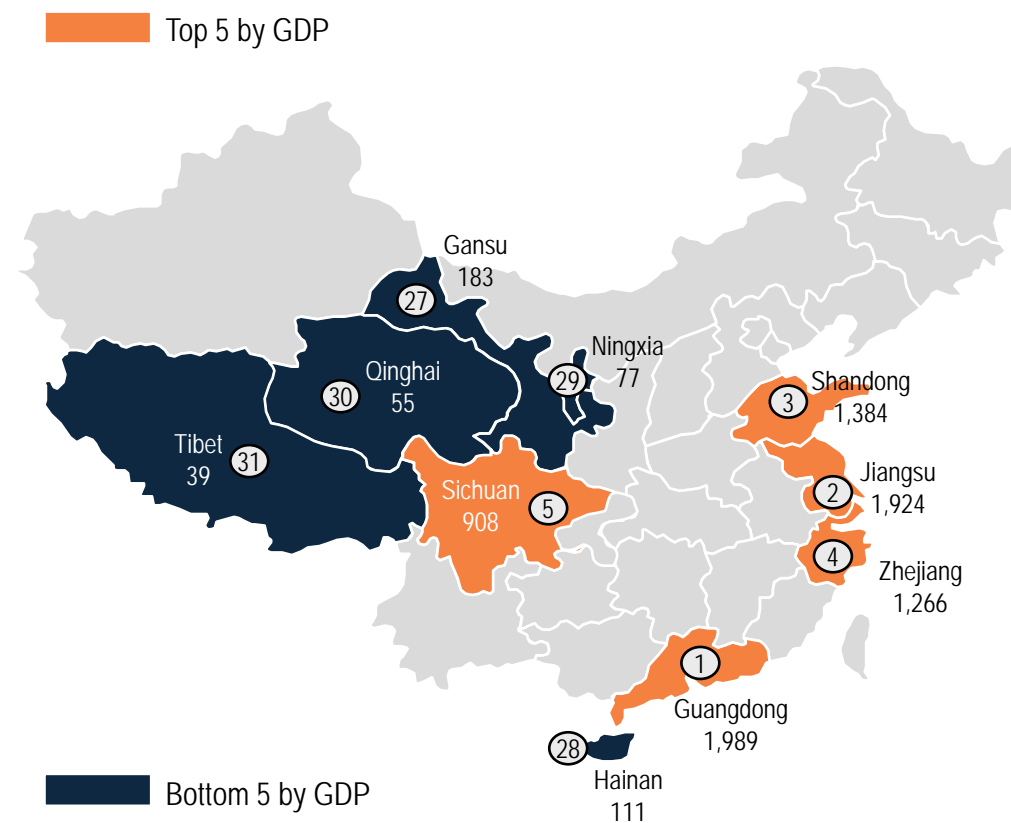 Top 5 by GDP
Gansu
183
27
Ningxia
77
29
Qinghai
55
30
Shandong
1,384
3
Tibet
39
31
Jiangsu
1,924
2
Sichuan
908
5
4
Zhejiang
1,266
1
Guangdong
1,989
28
Hainan
111
Bottom 5 by GDP